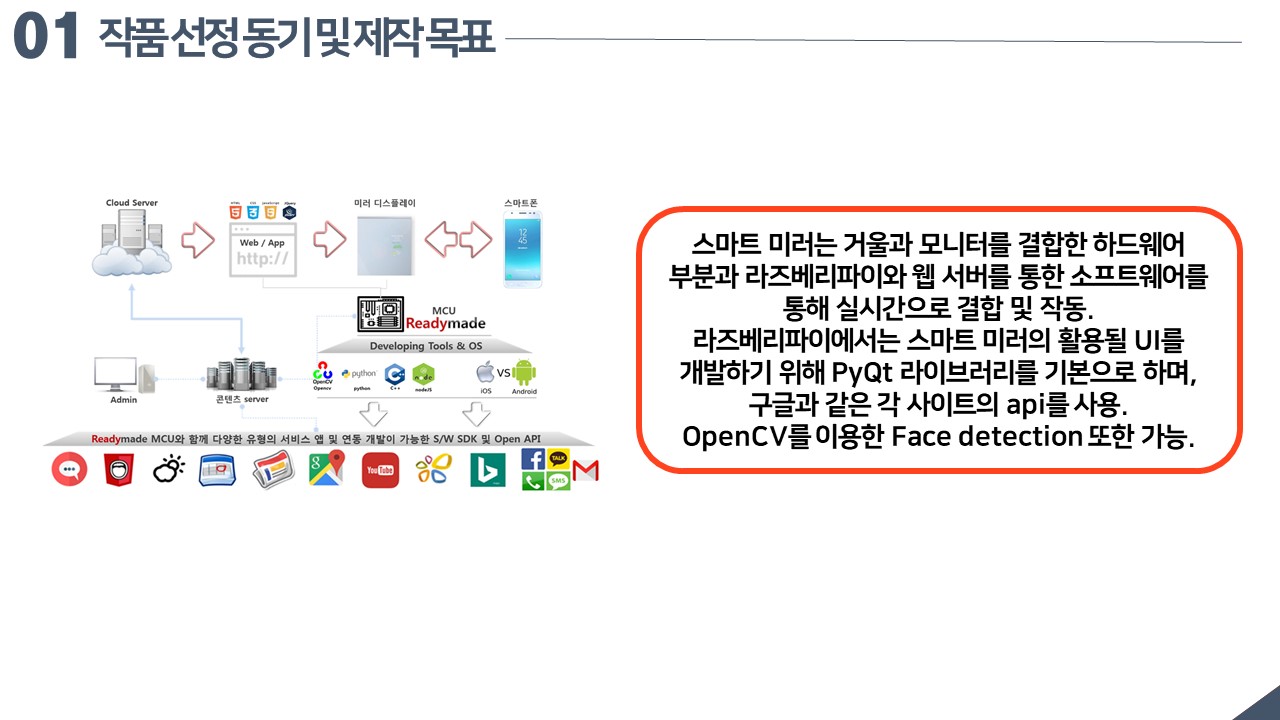 01 작품 선정 동기 및 제작 목표
Cloud Server
HTML CSS JavaScript jQuery
미러 디스플레이
스마트폰
Web / App
http://
12
45
MCU
Readymade
Developing Tools & OS
OpenCV
Opencv
python
python
C++
C++
node
nodeJS
iOS
VS
Android
Admin
콘텐츠 server
Readymade MCU와 함께 다양한 유형의 서비스 앱 및 연동 개발이 가능한 S/W SDK 및 Open API
YouTube
TALK
SMS
스마트 미러는 거울과 모니터를 결합한 하드웨어
부분과 라즈베리파이와 웹 서버를 통한 소프트웨어를
통해 실시간으로 결합 및 작동.
라즈베리파이에서는 스마트 미러의 활용될 UI를
개발하기 위해 PyQt 라이브러리를 기본으로 하며,
구글과 같은 각 사이트의 api를 사용.
OpenCV를 이용한 Face detection 또한 가능.